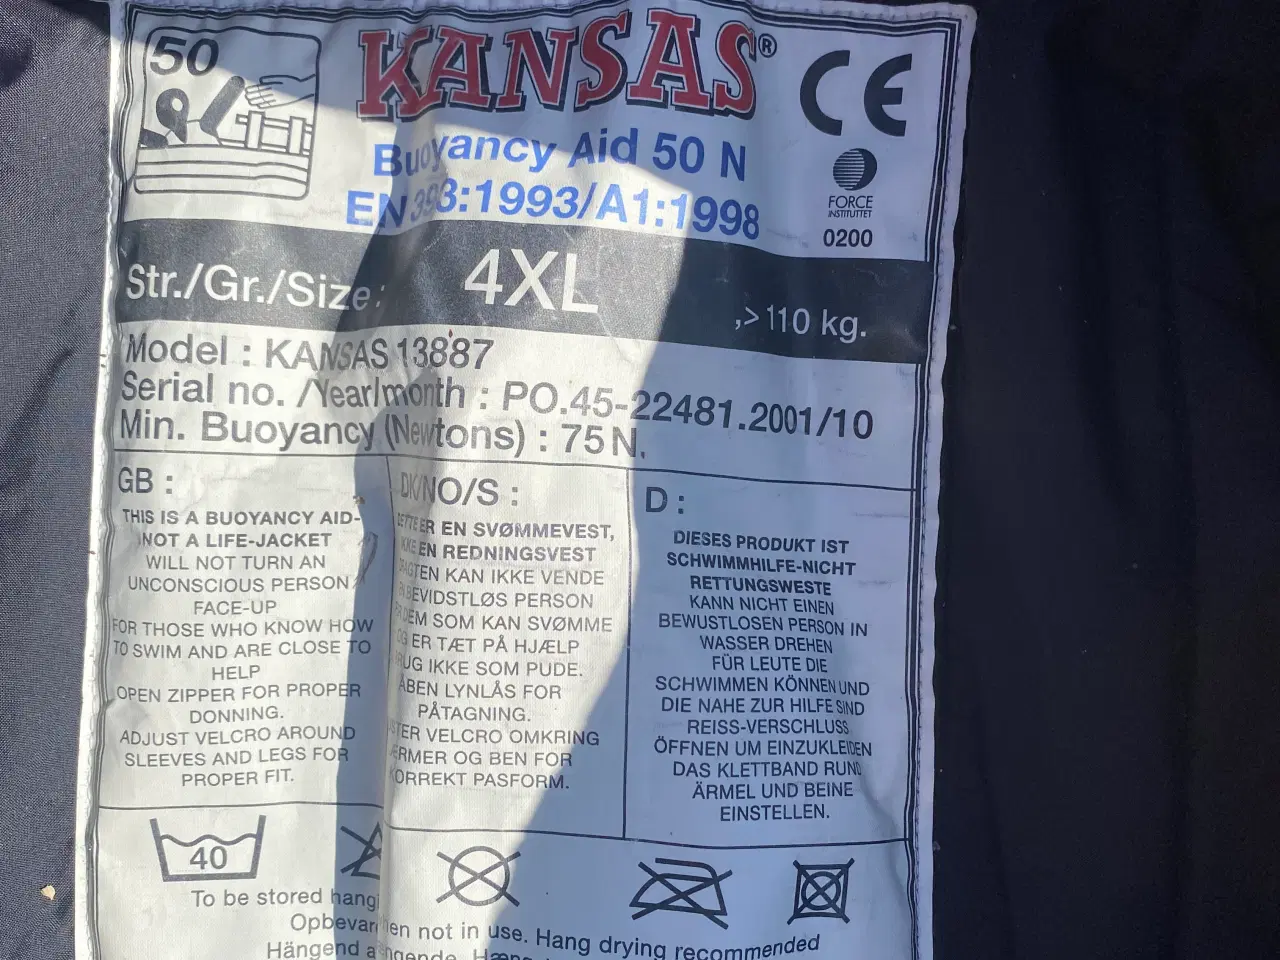 50
KANSAS®
CE
Buoyancy Aid 50 N
EN 393:1993/A1:1998
FORCE
INSTITUTTET
0200
Str./Gr./Size: 4XL ,>110 kg.
Model : KANSAS 13887
Serial no. /Year/month : PO.45-22481.2001/10
Min. Buoyancy (Newtons) : 75 N.
GB :
THIS IS A BUOYANCY AID-
NOT A LIFE-JACKET
WILL NOT TURN AN
UNCONSCIOUS PERSON
FACE-UP
FOR THOSE WHO KNOW HOW
TO SWIM AND ARE CLOSE TO
HELP
OPEN ZIPPER FOR PROPER
DONNING.
ADJUST VELCRO AROUND
SLEEVES AND LEGS FOR
PROPER FIT.
DK/NO/S :
ER EN SVØMMEVEST,
EN REDNINGSVEST
KAN IKKE VENDE
BEVIDSTLØS PERSON
DEM SOM KAN SVØMME
ER TÆT PÅ HJÆLP
IKKE SOM PUDE.
ÅBEN LYNLÅS FOR
PÅTAGNING.
VELCRO OMKRING
OG BEN FOR
KORREKT PASFORM.
D :
DIESES PRODUKT IST
SCHWIMMHILFE-NICHT
RETTUNGSWESTE
KANN NICHT EINEN
BEWUSTLOSEN PERSON IN
WASSER DREHEN
FÜR LEUTE DIE
SCHWIMMEN KÖNNEN UND
DIE NAHE ZUR HILFE SIND
REISS-VERSCHLUSS
ÖFFNEN UM EINZUKLEIDEN
DAS KLETTBAND RUND
ÄRMEL UND BEINE
EINSTELLEN.
40
To be stored when not in use. Hang drying recommended
Hängend